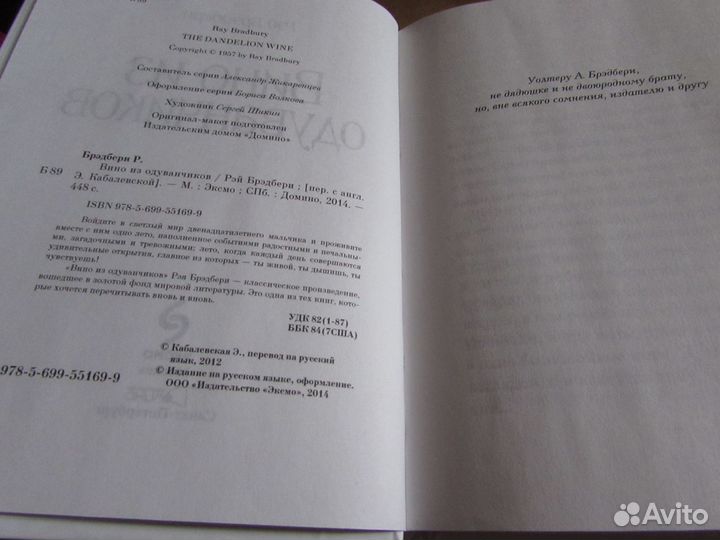 Ray Bradbury
THE DANDELION WINE
Copyright © 1957 by Ray Bradbury
Составитель серии Александр Жикаренцев
Оформление серии Бориса Волкова
Художник Сергей Шикин
Оригинал-макет подготовлен
Издательским домом «Домино»
Брэдбери Р.
Б 89 Вино из одуванчиков / Рэй Брэдбери ; [пер. с англ.
Э. Кабалевской]. — М. : Эксмо ; СПб. : Домино, 2014. —
448 с.
ISBN 978-5-699-55169-9
Войдите в светлый мир двенадцатилетнего мальчика и проживите
вместе с ним одно лето, наполненное событиями радостными и печальны-
ми, загадочными и тревожными; лето, когда каждый день совершаются
удивительные открытия, главное из которых — ты живой, ты дышишь, ты
чувствуешь!
«Вино из одуванчиков» Рэя Брэдбери — классическое произведение,
вошедшее в золотой фонд мировой литературы. Это одна из тех книг, кото-
рые хочется перечитывать вновь и вновь.
УДК 82(1-87)
ББК 84(7США)
© Кабалевская Э., перевод на русский
язык, 2012
© Издание на русском языке, оформление.
ООО «Издательство «Эксмо», 2014
978-5-699-55169-9
Уолтеру А. Брэдбери,
не дядюшке и не двоюродному брату,
но, вне всякого сомнения, издателю и другу
Avito